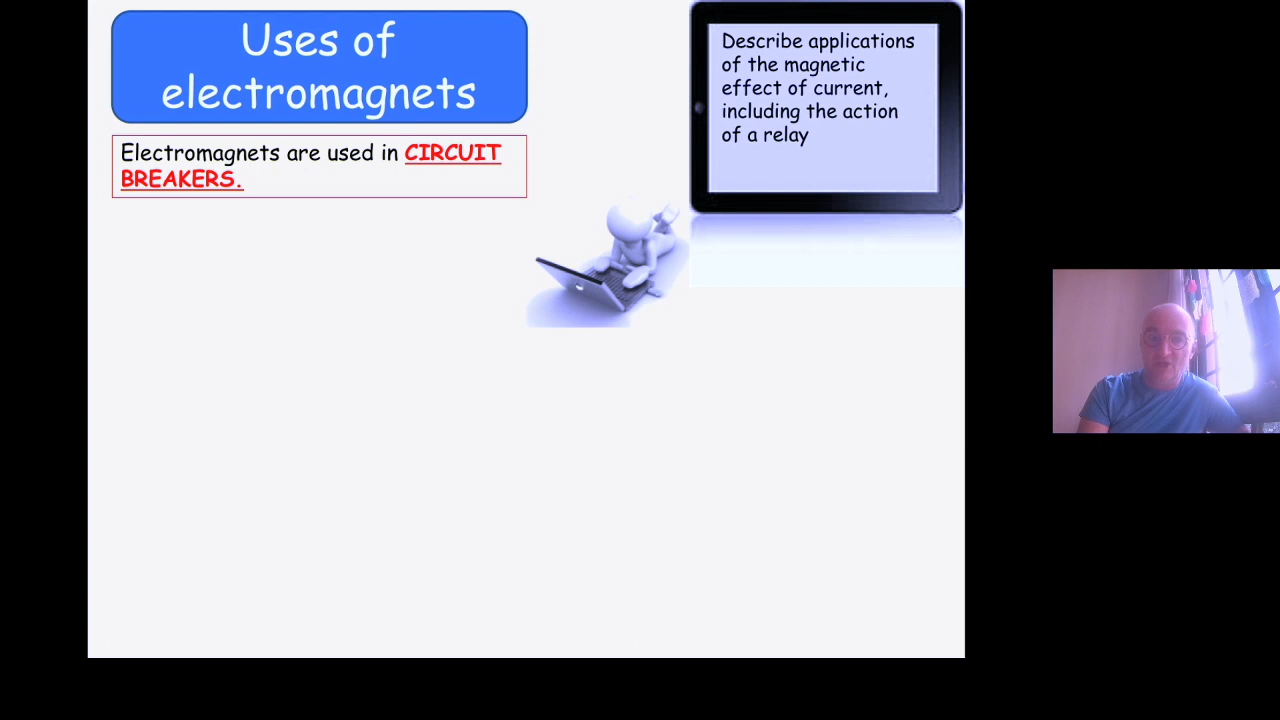 Uses of
electromagnets
Electromagnets are used in CIRCUIT
BREAKERS.
Describe applications
of the magnetic
effect of current,
including the action
of a relay